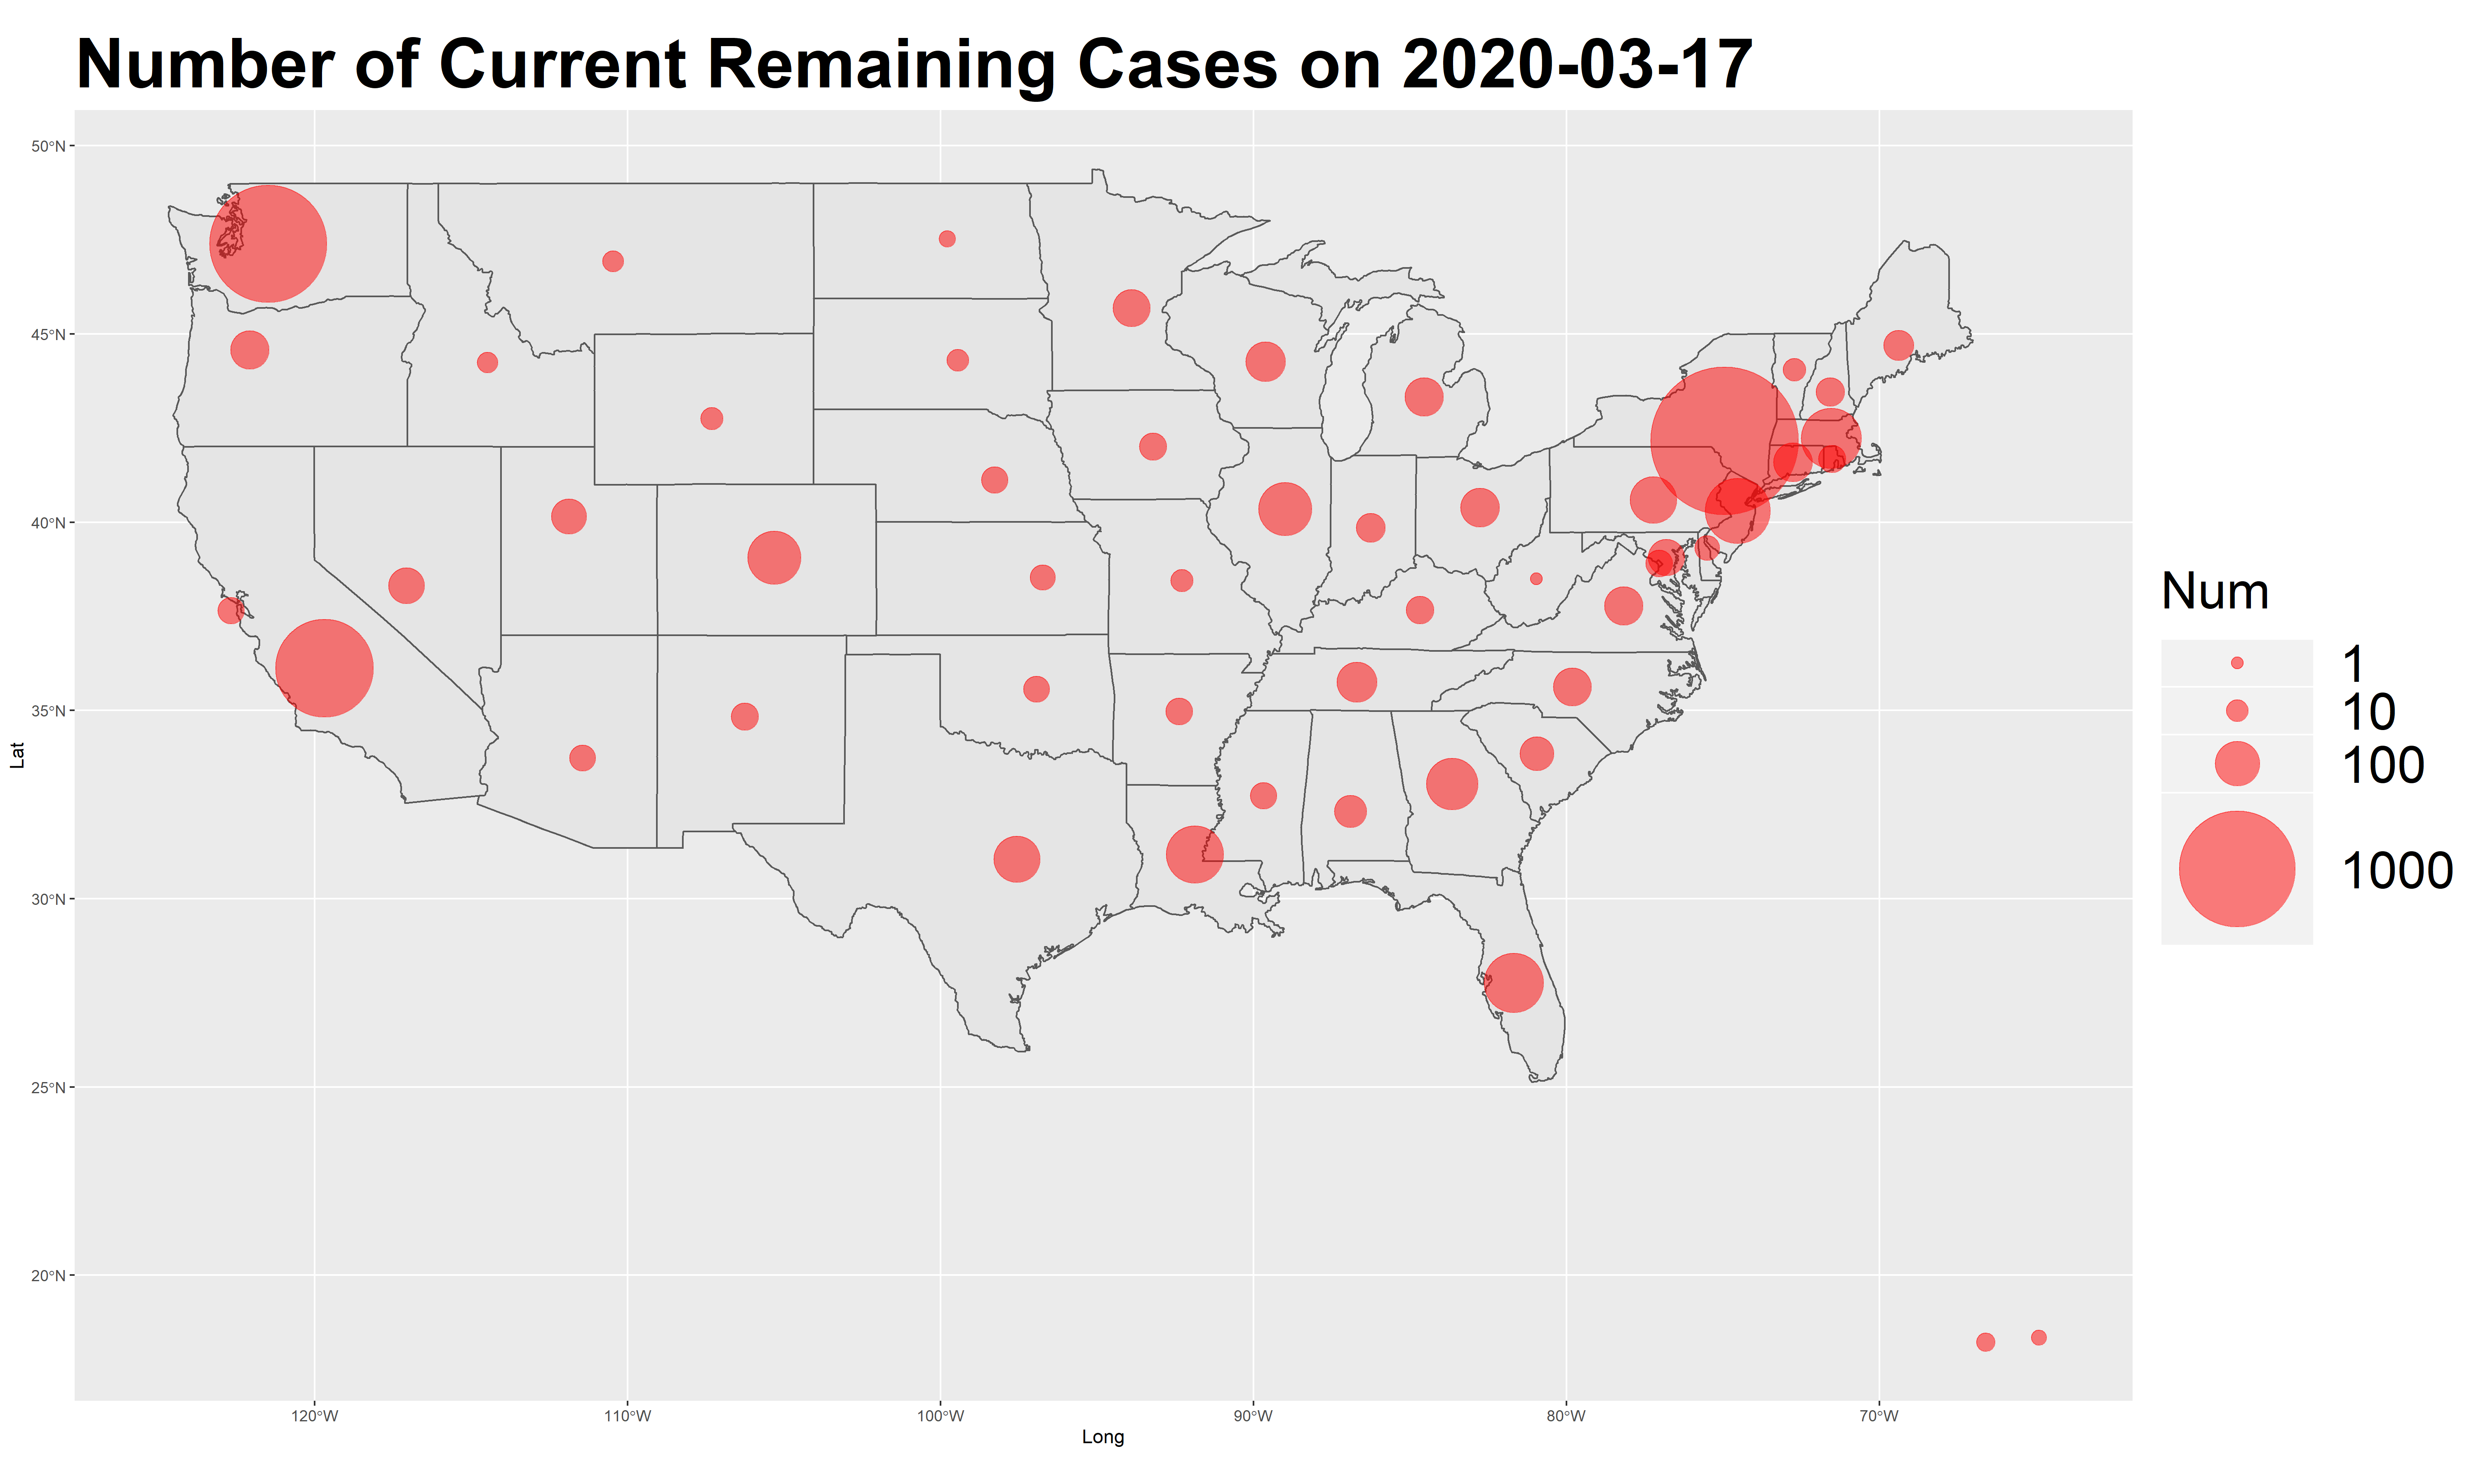 Number of Current Remaining Cases on 2020-03-17
50°N
45°N
40°N
35°N
30°N
25°N
20°N
Lat
120°W
110°W
100°W
90°W
80°W
70°W
Long
Num
1
10
100
1000